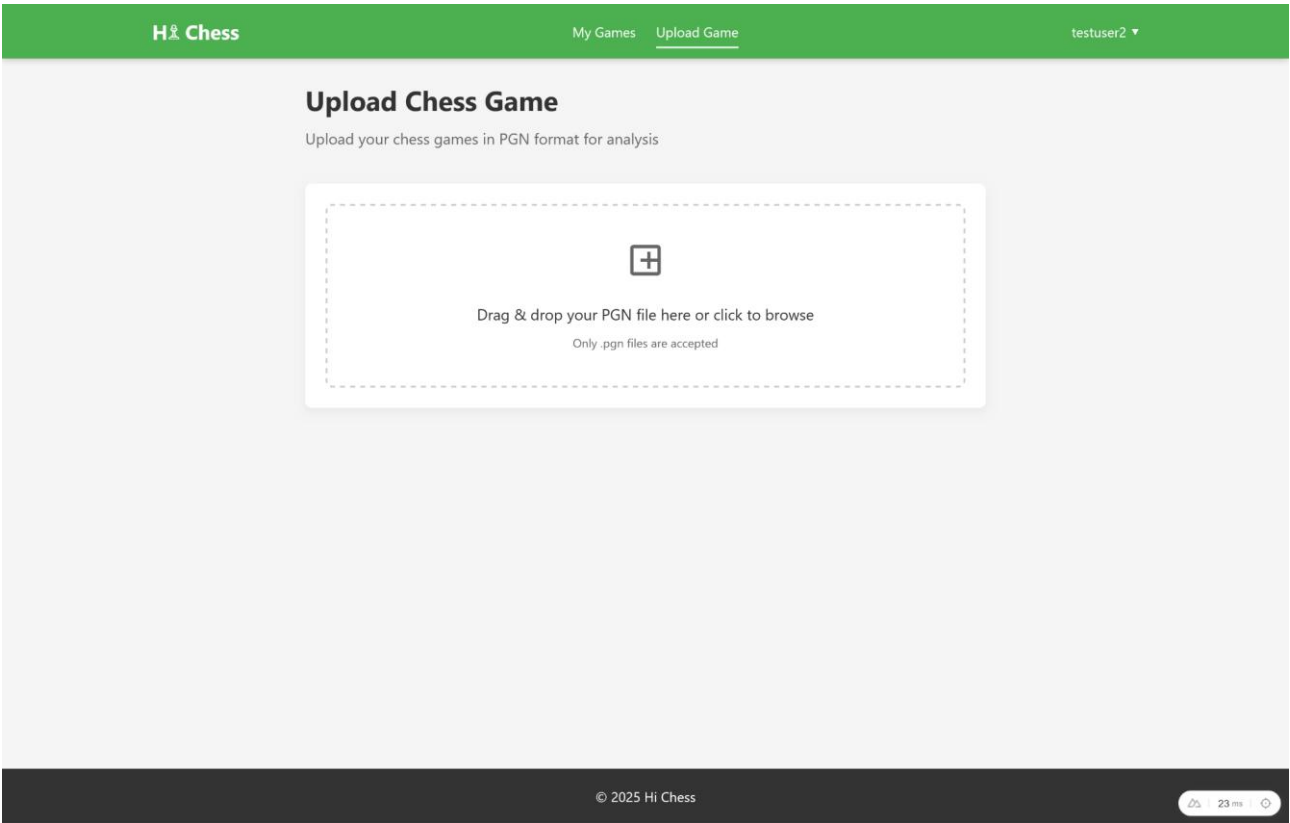 H♗ Chess
My Games
Upload Game
testuser2 ▼
Upload Chess Game
Upload your chess games in PGN format for analysis
Drag & drop your PGN file here or click to browse
Only .pgn files are accepted
© 2025 Hi Chess
23 ms